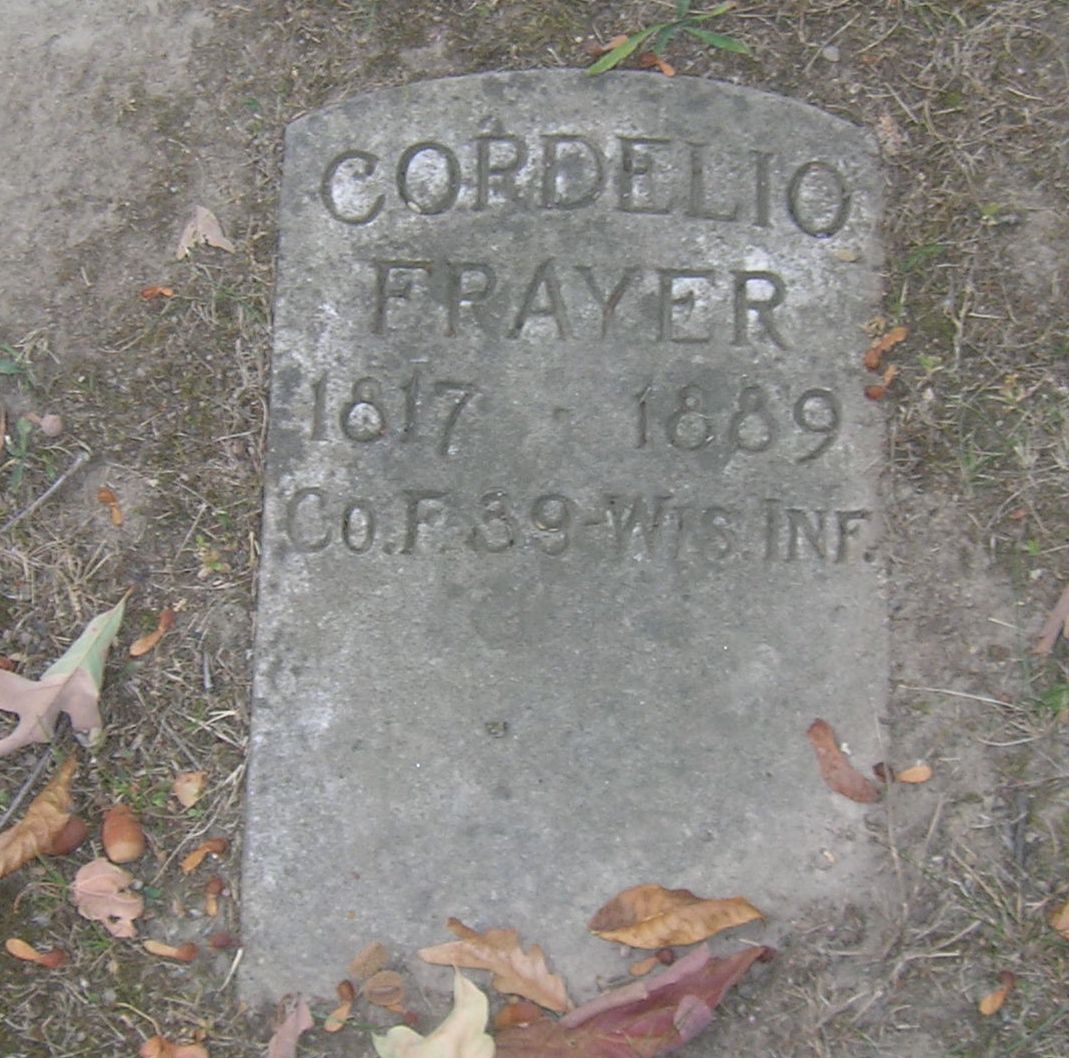 CORDELIO
FRAYER
1817 · 1889
Co. F. 39-WIS. INF.